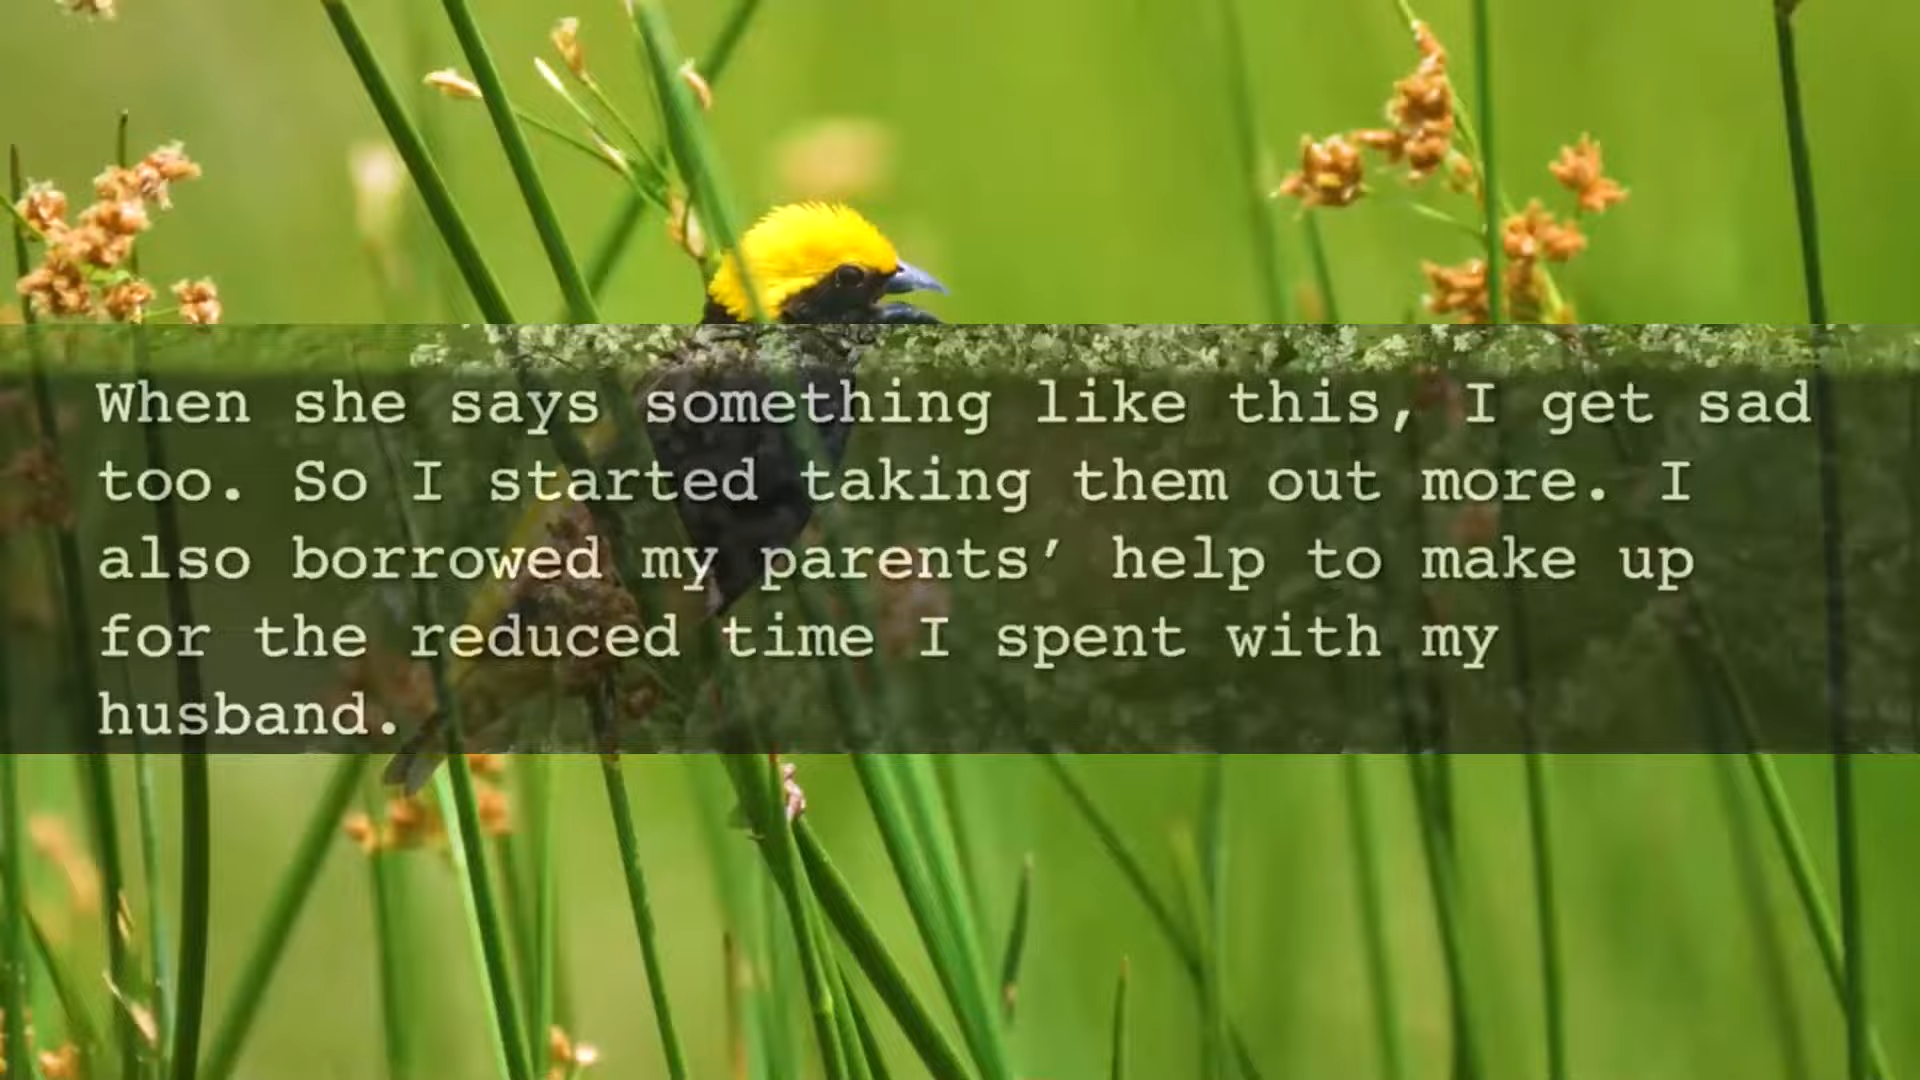 When she says something like this, I get sad
too. So I started taking them out more. I
also borrowed my parents’ help to make up
for the reduced time I spent with my
husband.